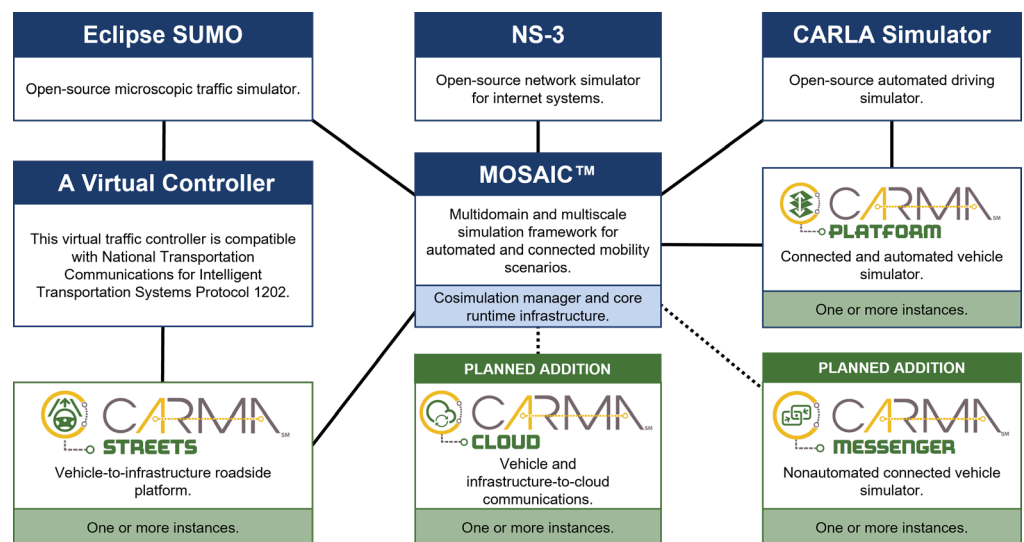 Eclipse SUMO
Open-source microscopic traffic simulator.
NS-3
Open-source network simulator
for internet systems.
CARLA Simulator
Open-source automated driving
simulator.
A Virtual Controller
This virtual traffic controller is compatible
with National Transportation
Communications for Intelligent
Transportation Systems Protocol 1202.
MOSAIC™
Multidomain and multiscale
simulation framework for
automated and connected mobility
scenarios.
Cosimulation manager and core
runtime infrastructure.
CARMA SM
PLATFORM
Connected and automated vehicle
simulator.
One or more instances.
CARMA SM
STREETS
Vehicle-to-infrastructure roadside
platform.
One or more instances.
PLANNED ADDITION
CARMA SM
CLOUD
Vehicle and
infrastructure-to-cloud
communications.
One or more instances.
PLANNED ADDITION
CARMA SM
MESSENGER
Nonautomated connected vehicle
simulator.
One or more instances.